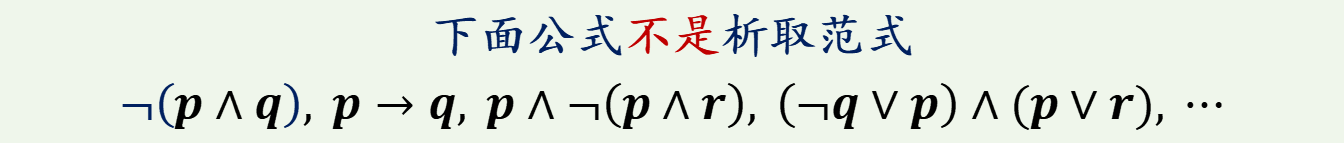 下面公式不是析取范式
¬(p ∧ q), p → q, p ∧ ¬(p ∧ r), (¬q ∨ p) ∧ (p ∨ r), ⋯